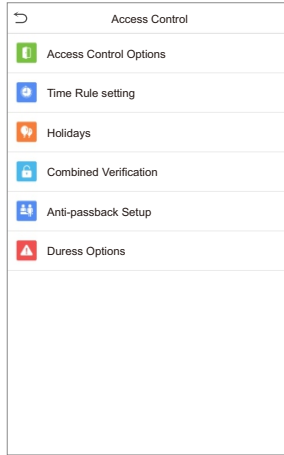 Access Control
Access Control Options
Time Rule setting
Holidays
Combined Verification
Anti-passback Setup
Duress Options